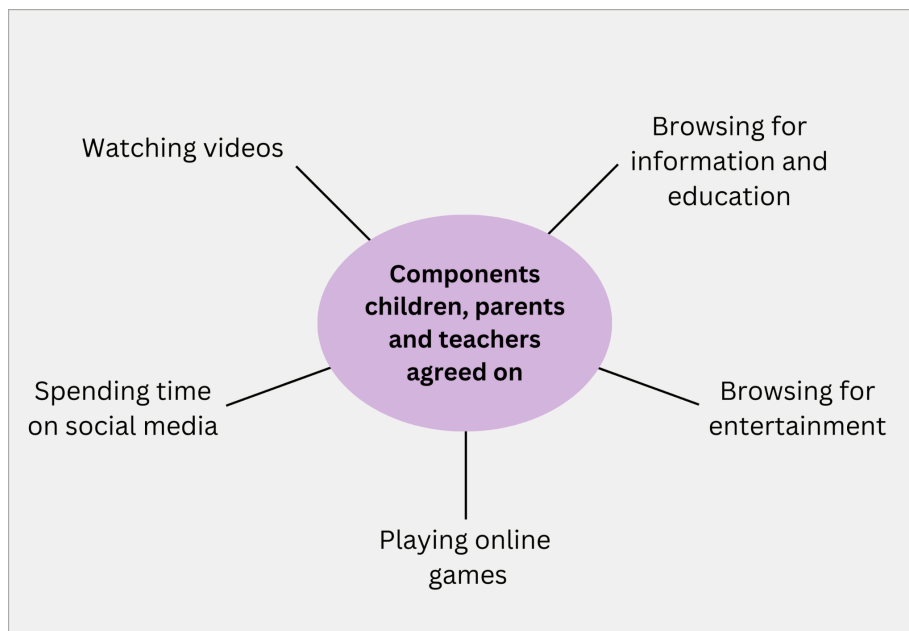 Watching videos
Browsing for
information and
education
Components
children, parents
and teachers
agreed on
Spending time
on social media
Browsing for
entertainment
Playing online
games